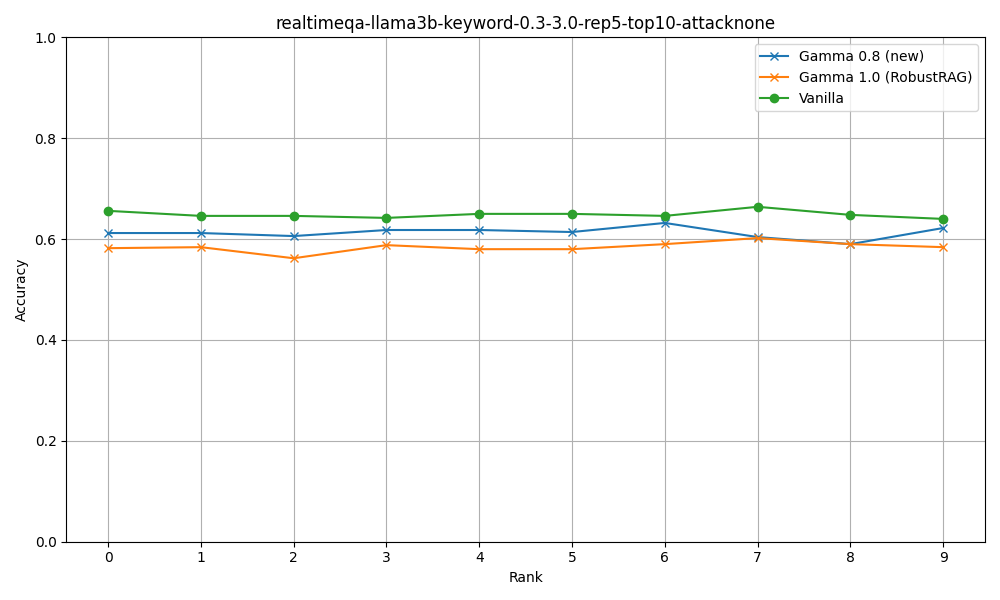 realtimeqa-llama3b-keyword-0.3-3.0-rep5-top10-attacknone
Gamma 0.8 (new)
Gamma 1.0 (RobustRAG)
Vanilla
Accuracy
1.0
0.8
0.6
0.4
0.2
0.0
0 1 2 3 4 5 6 7 8 9
Rank